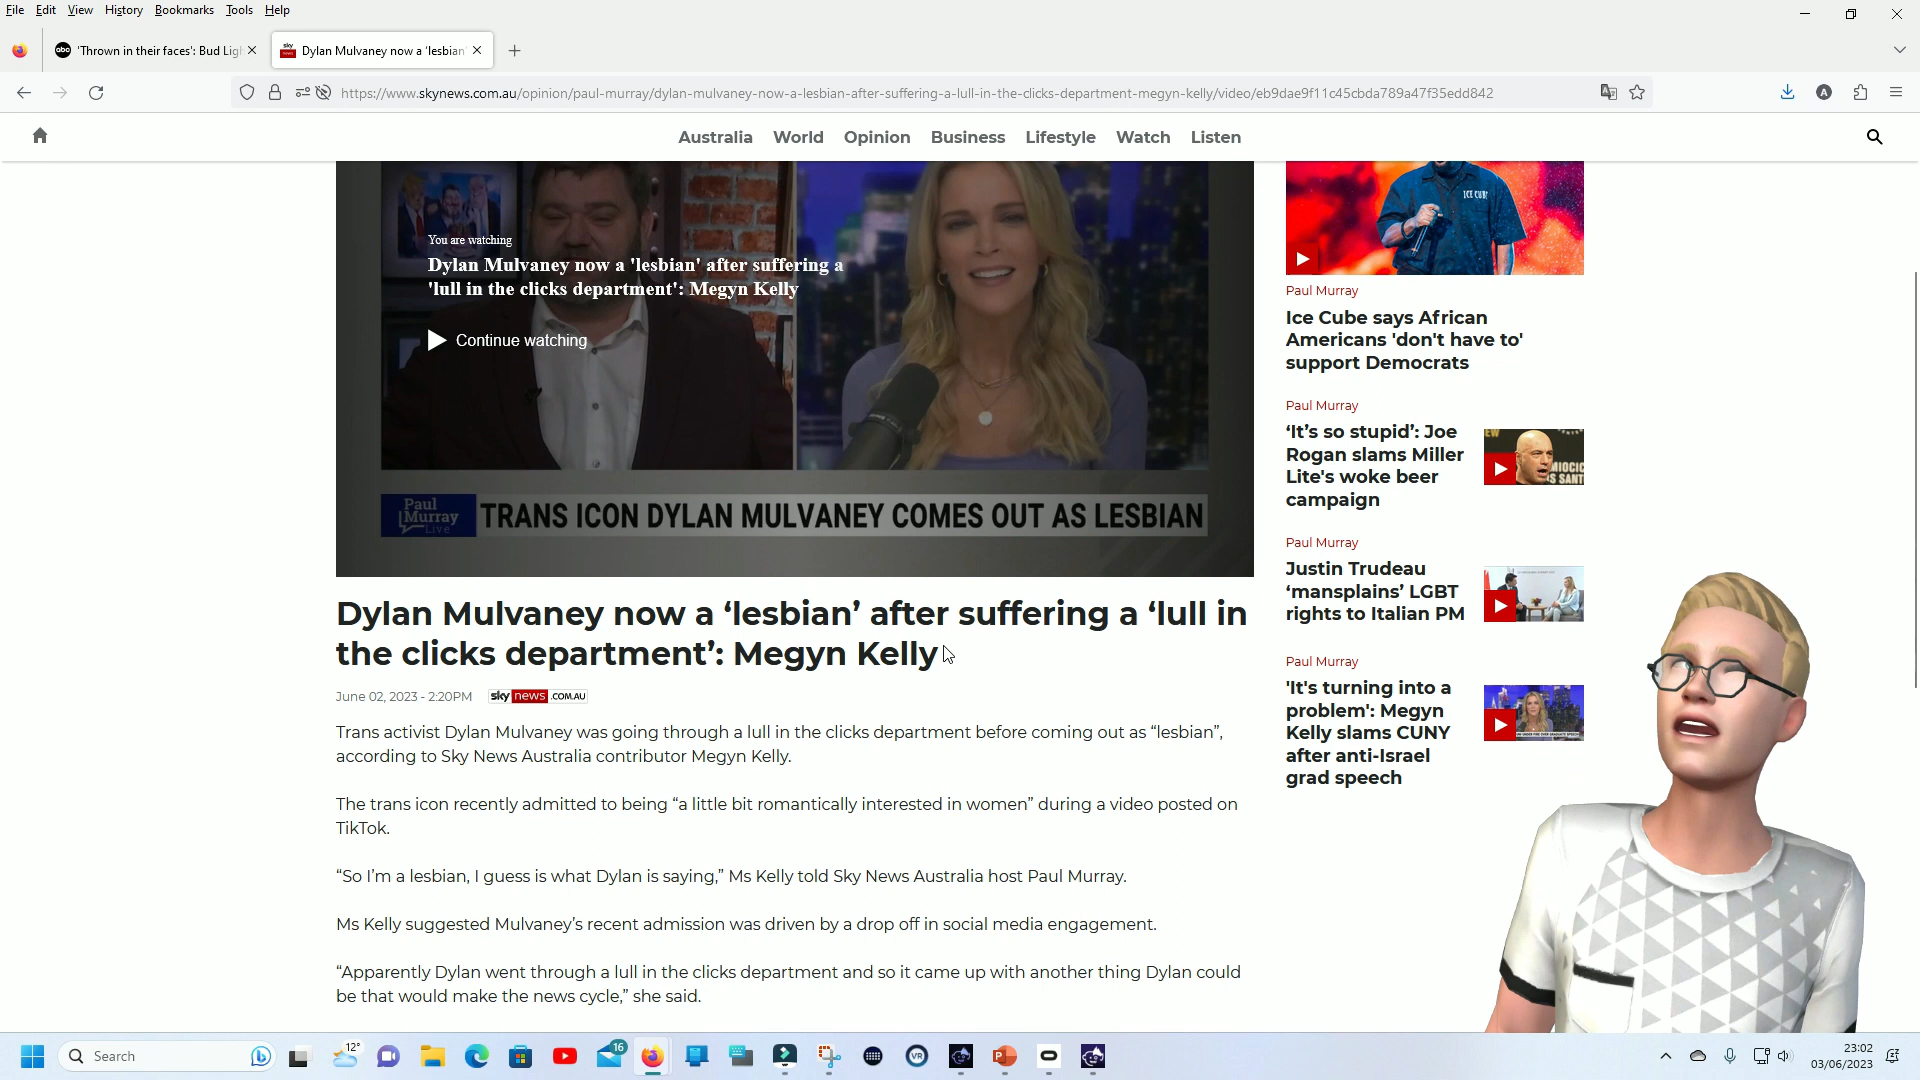 File Edit View History Bookmarks Tools Help
abc 'Thrown in their faces': Bud Lig
sky news Dylan Mulvaney now a 'lesbian'
https://www.skynews.com.au/opinion/paul-murray/dylan-mulvaney-now-a-lesbian-after-suffering-a-lull-in-the-clicks-department-megyn-kelly/video/eb9dae9f11c45cbda789a47f35edd842
A
Australia World Opinion Business Lifestyle Watch Listen
You are watching
Dylan Mulvaney now a 'lesbian' after suffering a
'lull in the clicks department': Megyn Kelly
Continue watching
Paul
Murray
Live
TRANS ICON DYLAN MULVANEY COMES OUT AS LESBIAN
Dylan Mulvaney now a ‘lesbian’ after suffering a ‘lull in
the clicks department’: Megyn Kelly
June 02, 2023 - 2:20PM sky news .COM.AU
Trans activist Dylan Mulvaney was going through a lull in the clicks department before coming out as “lesbian”,
according to Sky News Australia contributor Megyn Kelly.
The trans icon recently admitted to being “a little bit romantically interested in women” during a video posted on
TikTok.
“So I’m a lesbian, I guess is what Dylan is saying,” Ms Kelly told Sky News Australia host Paul Murray.
Ms Kelly suggested Mulvaney’s recent admission was driven by a drop off in social media engagement.
“Apparently Dylan went through a lull in the clicks department and so it came up with another thing Dylan could
be that would make the news cycle,” she said.
ICE CUBE
Paul Murray
Ice Cube says African
Americans 'don't have to'
support Democrats
Paul Murray
‘It’s so stupid’: Joe
Rogan slams Miller
Lite's woke beer
campaign
Paul Murray
Justin Trudeau
‘mansplains’ LGBT
rights to Italian PM
Paul Murray
'It's turning into a
problem': Megyn
Kelly slams CUNY
after anti-Israel
grad speech
Search
12°
16
VR
23:02
03/06/2023